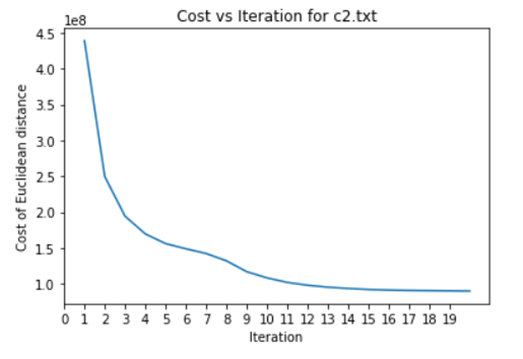 Cost vs Iteration for c2.txt
1e8
4.5
4.0
3.5
3.0
2.5
2.0
1.5
1.0
Cost of Euclidean distance
0 1 2 3 4 5 6 7 8 9 10 11 12 13 14 15 16 17 18 19
Iteration